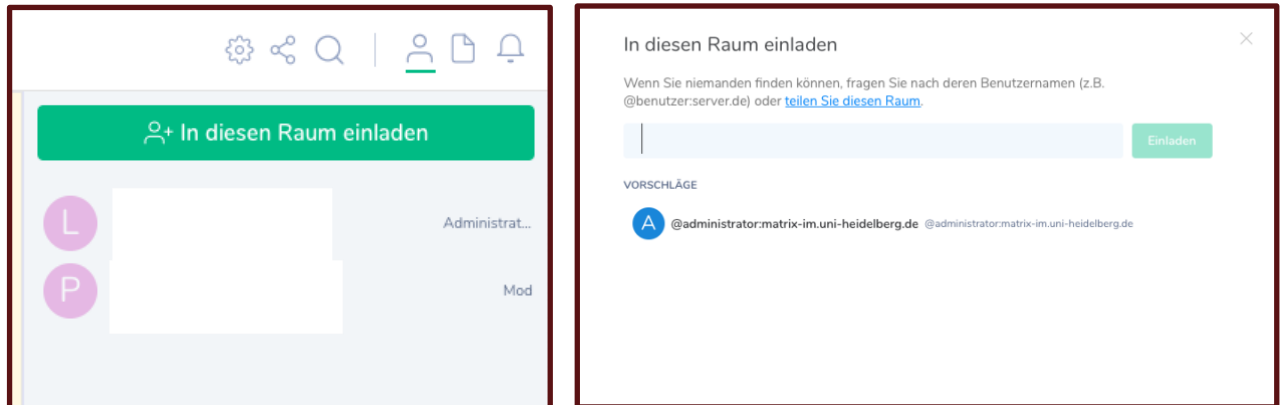 In diesen Raum einladen
L
Administrat...
P
Mod
In diesen Raum einladen
Wenn Sie niemanden finden können, fragen Sie nach deren Benutzernamen (z.B.
@benutzer:server.de) oder teilen Sie diesen Raum.
Einladen
VORSCHLÄGE
A @administrator:matrix-im.uni-heidelberg.de @administrator:matrix-im.uni-heidelberg.de